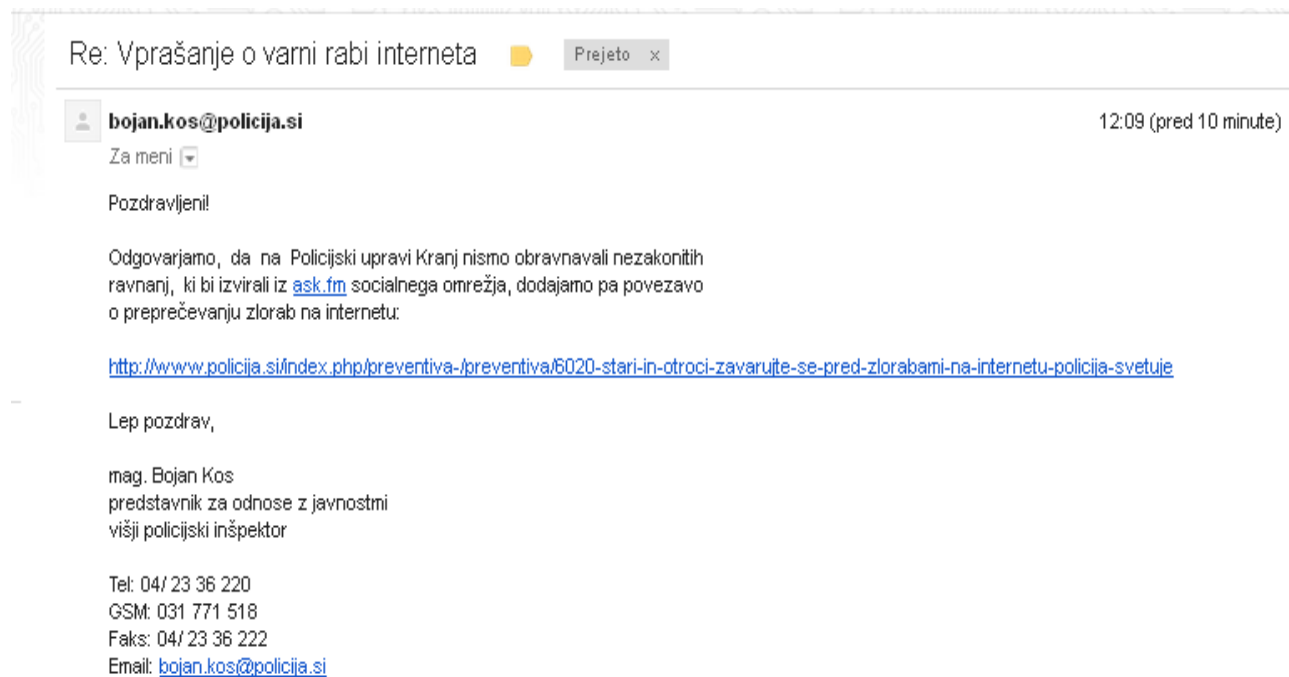 Re: Vprašanje o varni rabi interneta Prejeto x
bojan.kos@policija.si 12:09 (pred 10 minute)
Za meni
Pozdravljeni!
Odgovarjamo, da na Policijski upravi Kranj nismo obravnavali nezakonitih
ravnanj, ki bi izvirali iz ask.fm socialnega omrežja, dodajamo pa povezavo
o preprečevanju zlorab na internetu:
http://www.policija.si/index.php/preventiva-/preventiva/6020-stari-in-otroci-zavarujte-se-pred-zlorabami-na-internetu-policija-svetuje
Lep pozdrav,
mag. Bojan Kos
predstavnik za odnose z javnostmi
višji policijski inšpektor
Tel: 04/ 23 36 220
GSM: 031 771 518
Faks: 04/ 23 36 222
Email: bojan.kos@policija.si